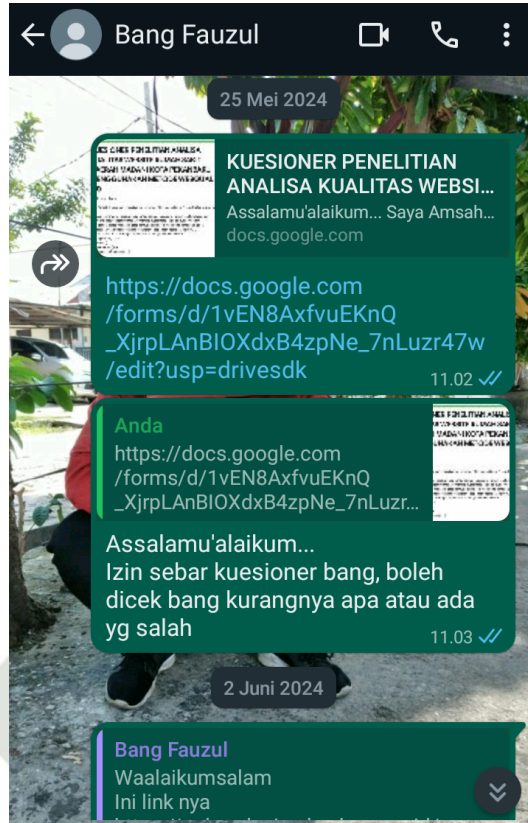 Bang Fauzul
25 Mei 2024
KUESIONER PENELITIAN
ANALISA KUALITAS WEBSI...
Assalamu'alaikum... Saya Amsah...
docs.google.com
https://docs.google.com
/forms/d/1vEN8AxfvuEKnQ
_XjrpLAnBIOXdxB4zpNe_7nLuzr47w
/edit?usp=drivesdk
11.02
Anda
https://docs.google.com
/forms/d/1vEN8AxfvuEKnQ
_XjrpLAnBIOXdxB4zpNe_7nLuzr...
Assalamu'alaikum...
Izin sebar kuesioner bang, boleh
dicek bang kurangnya apa atau ada
yg salah
11.03
2 Juni 2024
Bang Fauzul
Waalaikumsalam
Ini link nya